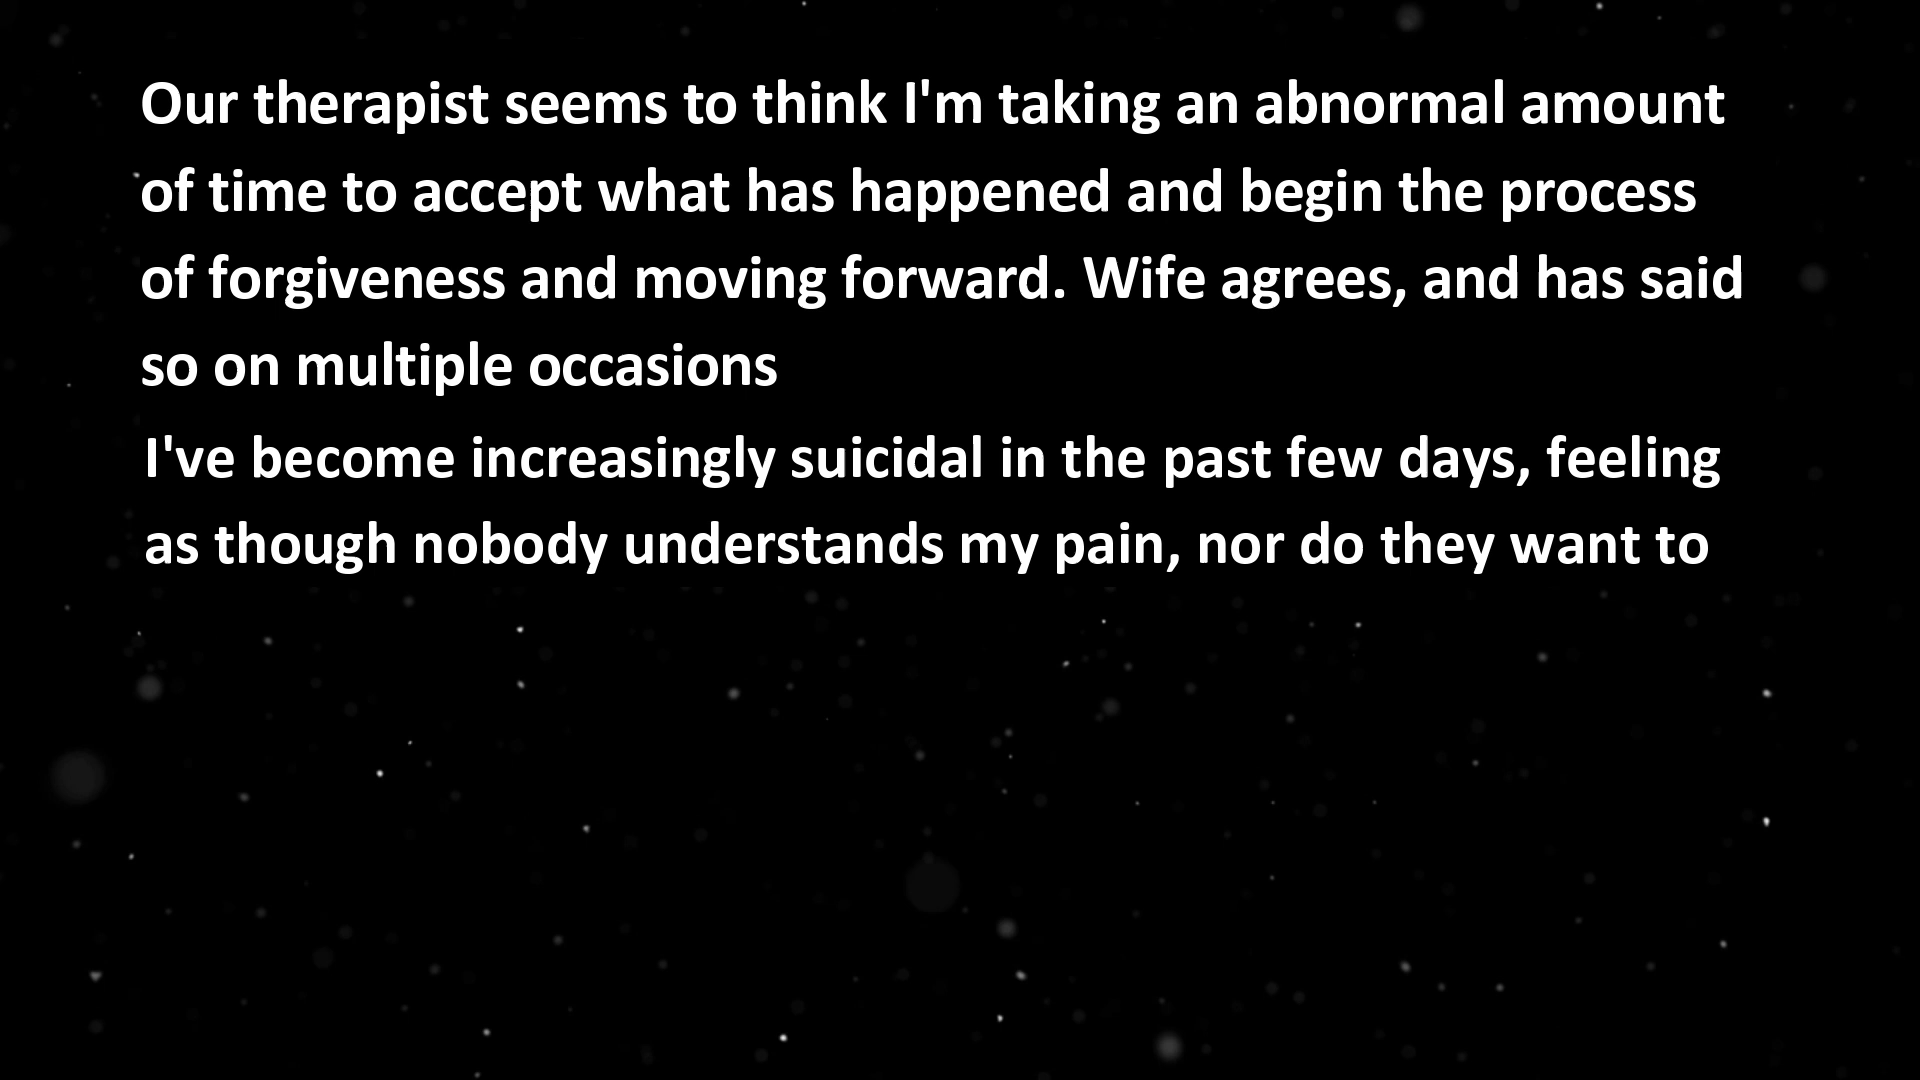 Our therapist seems to think I'm taking an abnormal amount
of time to accept what has happened and begin the process
of forgiveness and moving forward. Wife agrees, and has said
so on multiple occasions
I've become increasingly suicidal in the past few days, feeling
as though nobody understands my pain, nor do they want to